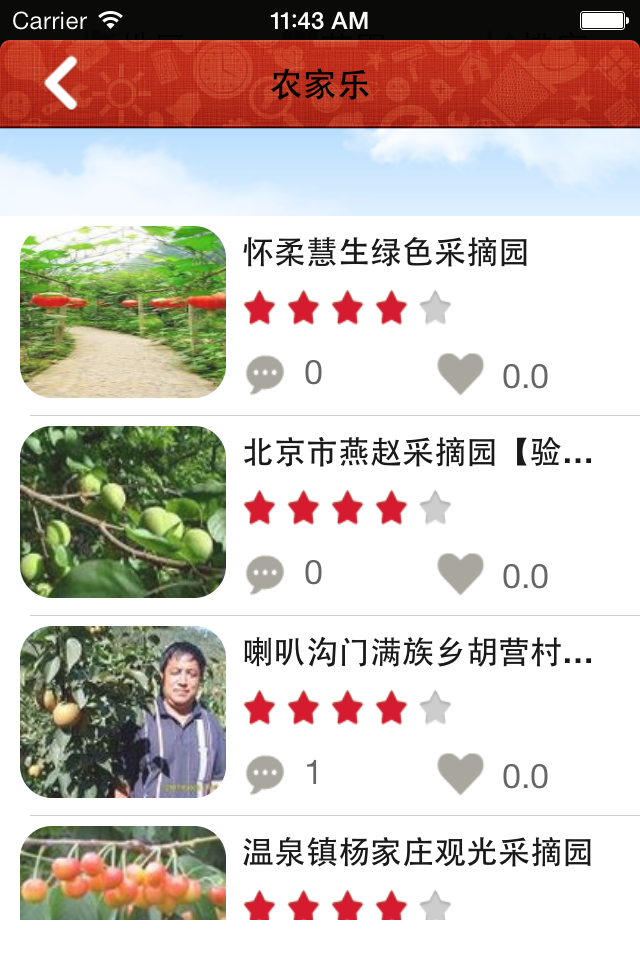 Carrier 11:43 AM
农家乐
怀柔慧生绿色采摘园
0 0.0
北京市燕赵采摘园【验...
0 0.0
喇叭沟门满族乡胡营村...
1 0.0
温泉镇杨家庄观光采摘园